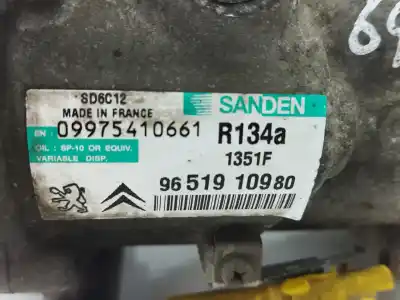 SD6C12
MADE IN FRANCE
SANDEN
EN: 09975410661
R134a
OIL : SP-10 OR EQUIV.
VARIABLE DISP.
1351F
96 519 109 80